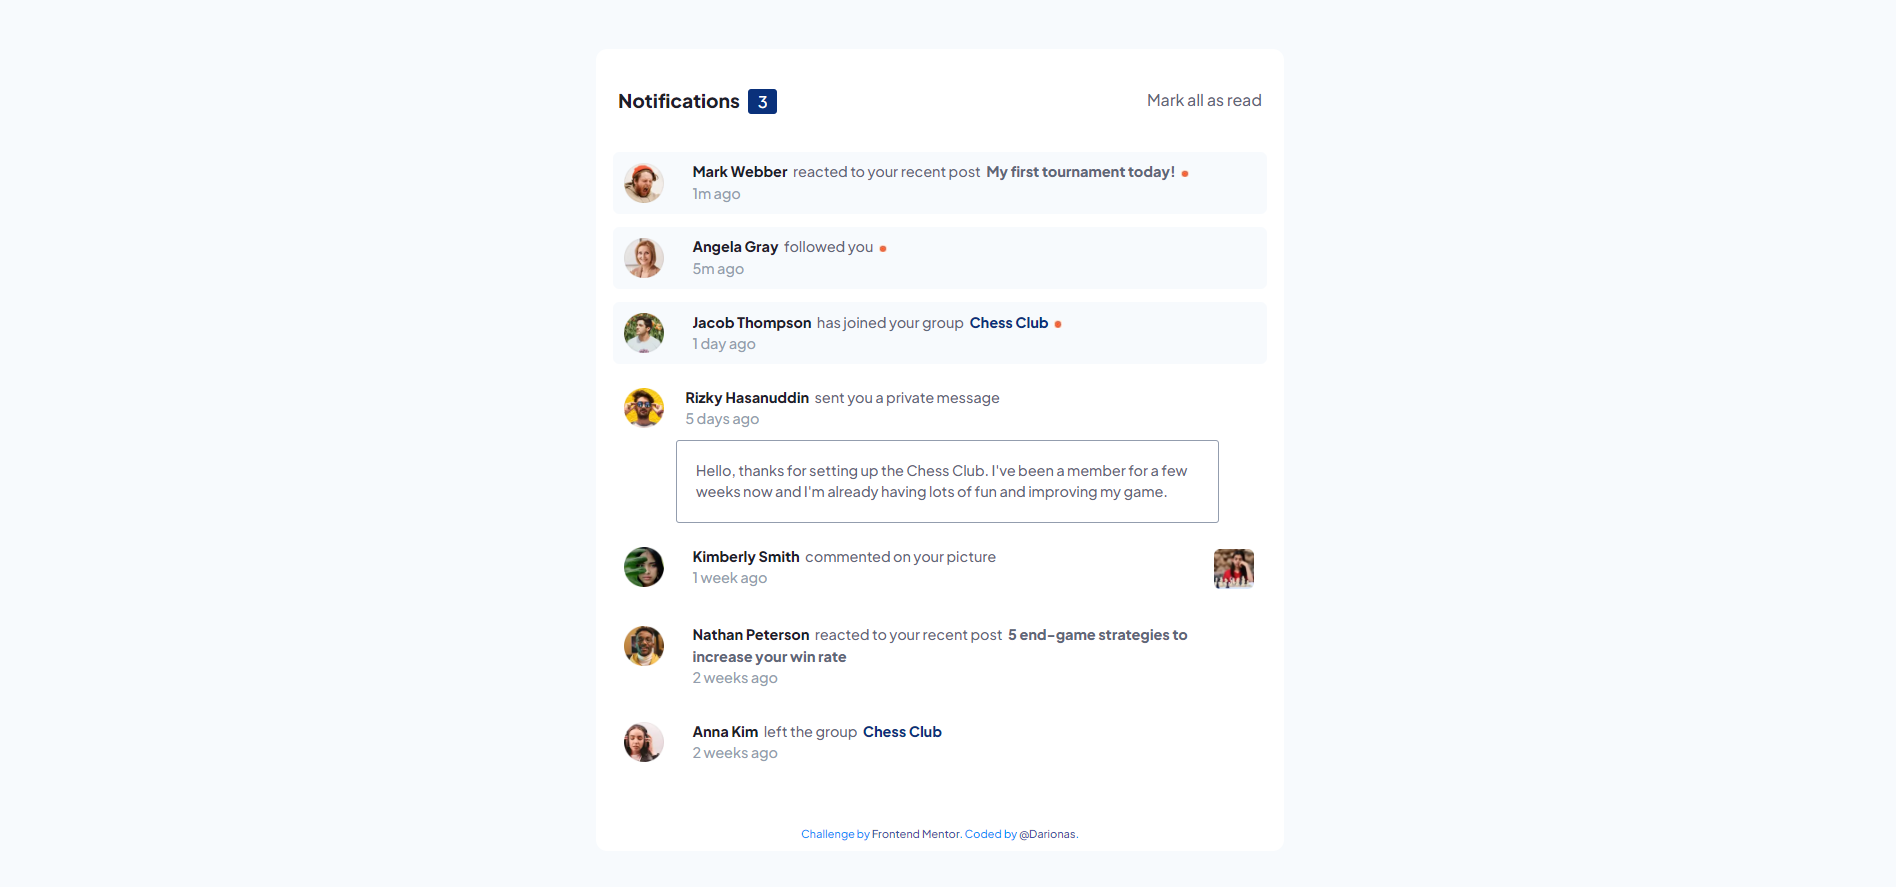 Notifications 3 Mark all as read
Mark Webber reacted to your recent post My first tournament today!
1m ago
Angela Gray followed you
5m ago
Jacob Thompson has joined your group Chess Club
1 day ago
Rizky Hasanuddin sent you a private message
5 days ago
Hello, thanks for setting up the Chess Club. I've been a member for a few
weeks now and I'm already having lots of fun and improving my game.
Kimberly Smith commented on your picture
1 week ago
Nathan Peterson reacted to your recent post 5 end-game strategies to
increase your win rate
2 weeks ago
Anna Kim left the group Chess Club
2 weeks ago
Challenge by Frontend Mentor. Coded by @Darionas.